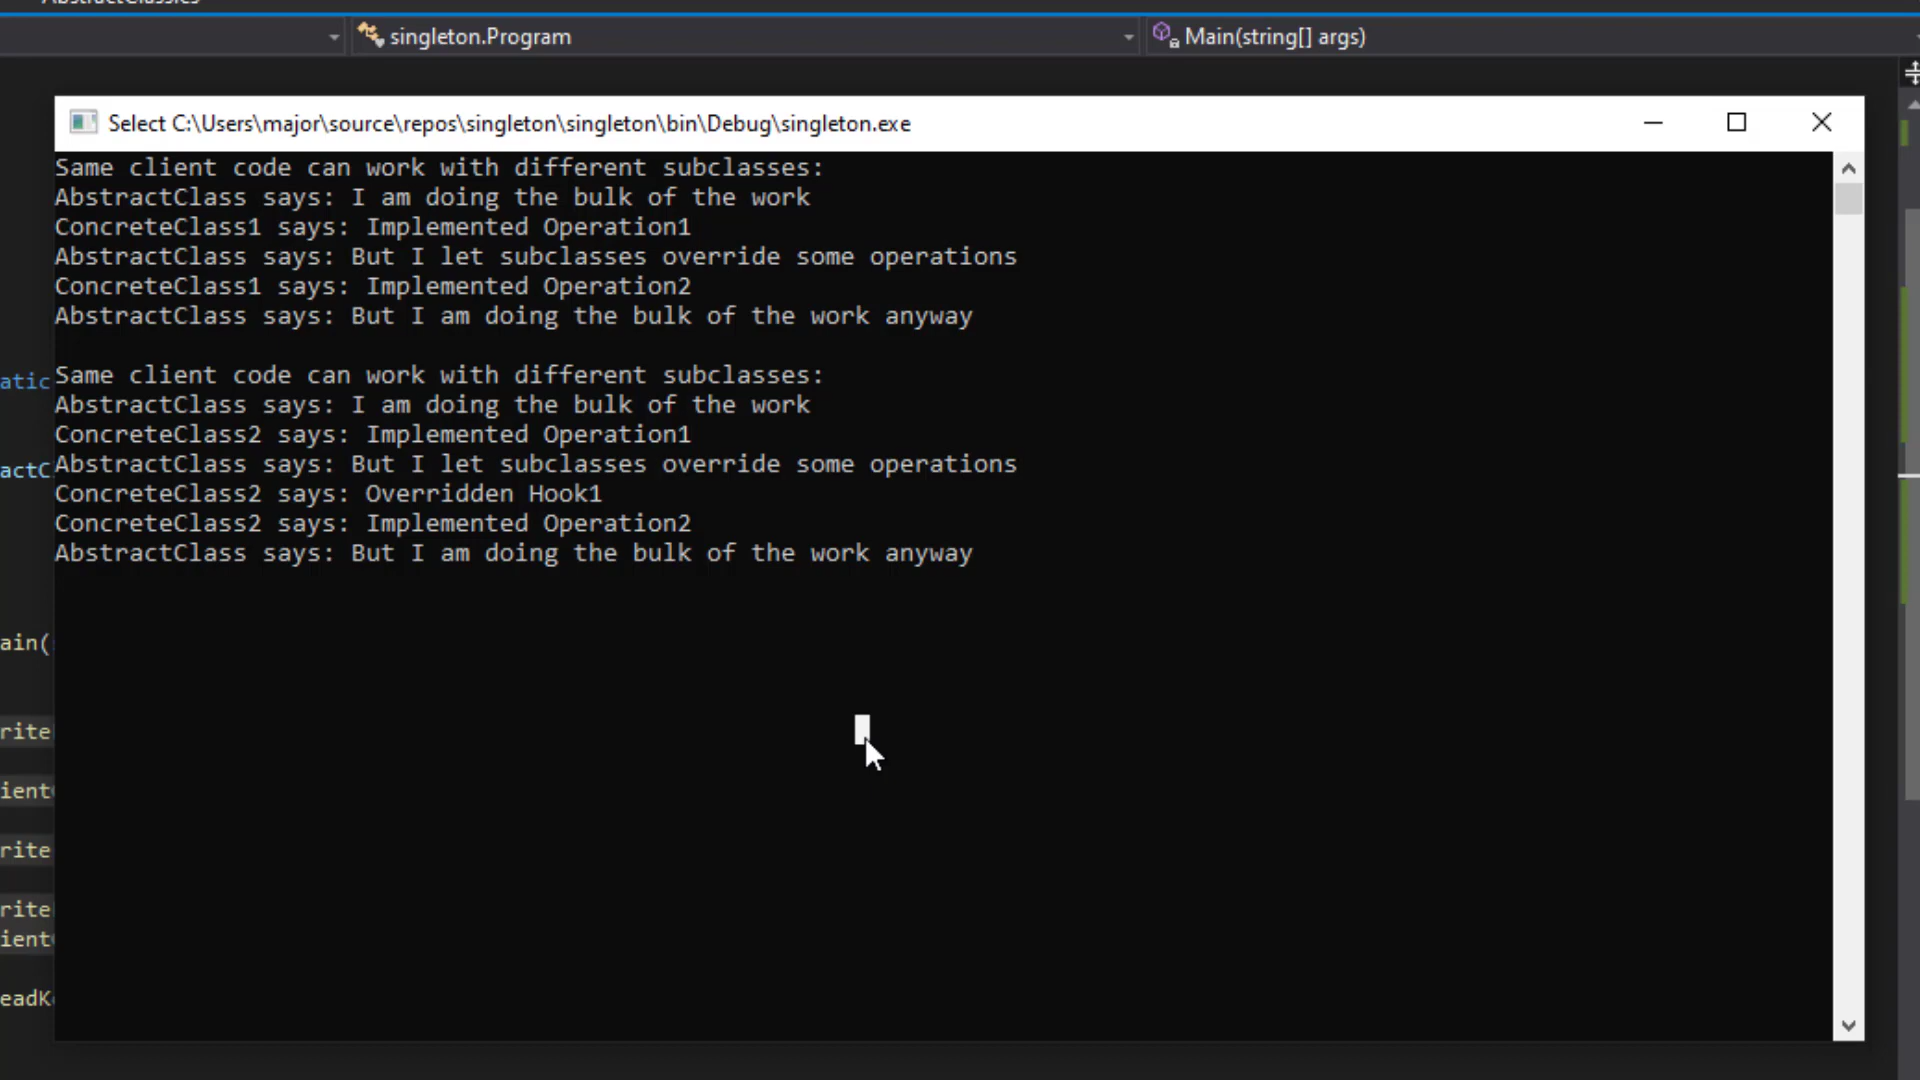 singleton.Program
Main(string[] args)
Select C:\Users\major\source\repos\singleton\singleton\bin\Debug\singleton.exe
Same client code can work with different subclasses:
AbstractClass says: I am doing the bulk of the work
ConcreteClass1 says: Implemented Operation1
AbstractClass says: But I let subclasses override some operations
ConcreteClass1 says: Implemented Operation2
AbstractClass says: But I am doing the bulk of the work anyway
Same client code can work with different subclasses:
AbstractClass says: I am doing the bulk of the work
ConcreteClass2 says: Implemented Operation1
AbstractClass says: But I let subclasses override some operations
ConcreteClass2 says: Overridden Hook1
ConcreteClass2 says: Implemented Operation2
AbstractClass says: But I am doing the bulk of the work anyway
atic
actC
ain(
rite
ient
rite
rite
ient
eadK